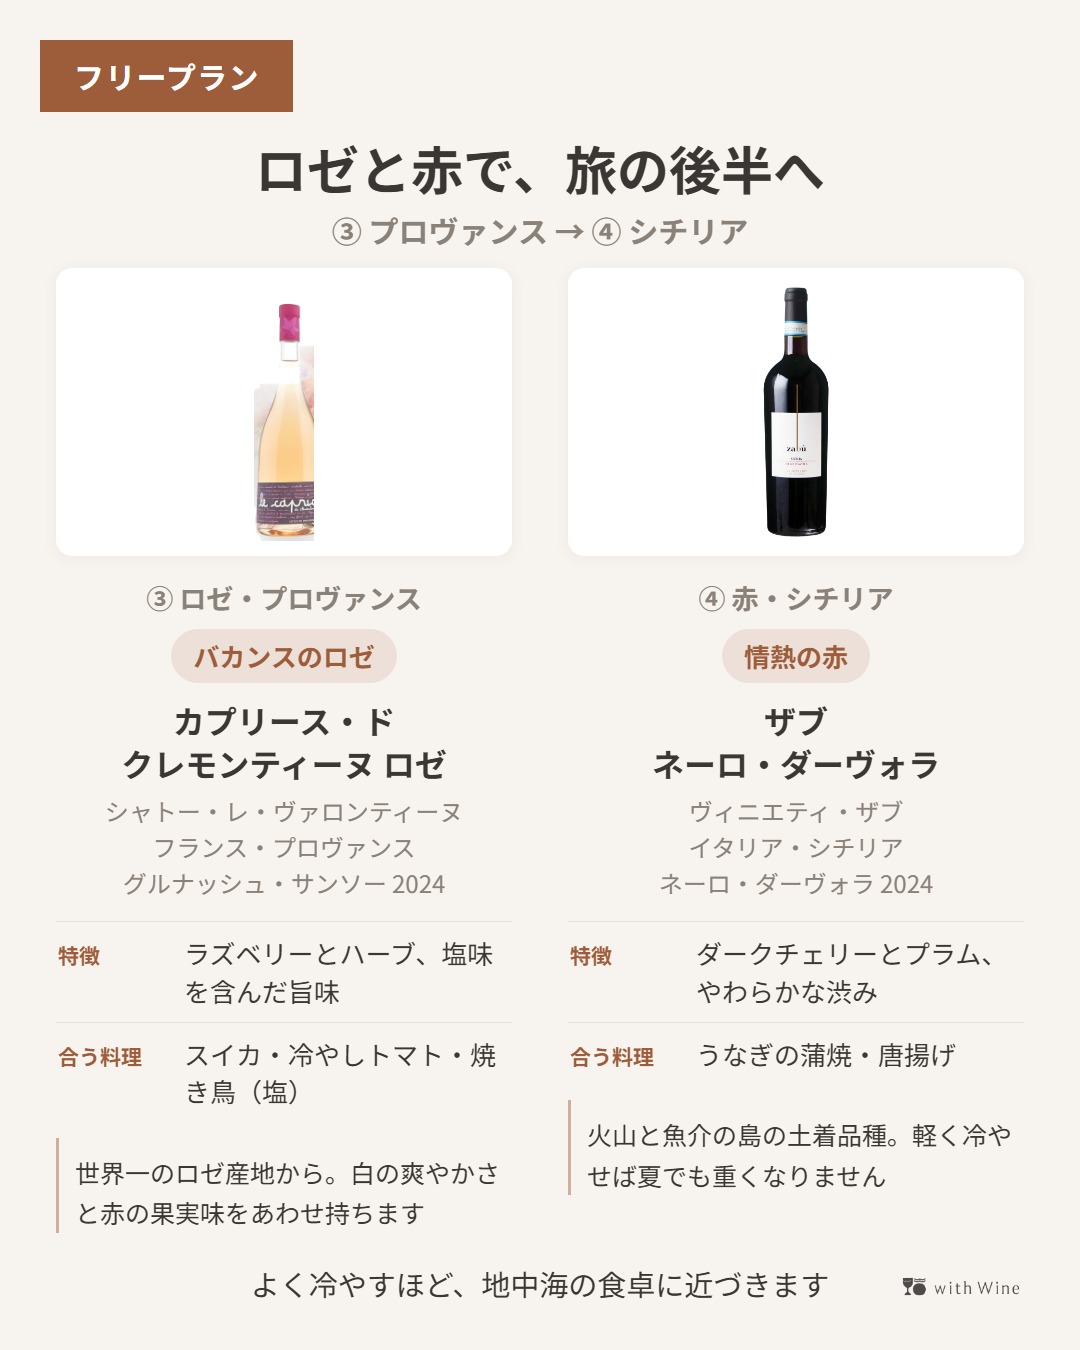 フリープラン
ロゼと赤で、旅の後半へ
③ プロヴァンス → ④ シチリア
le capric
zabù
③ ロゼ・プロヴァンス
バカンスのロゼ
カプリース・ド
クレモンティーヌ ロゼ
シャトー・レ・ヴァロンティーヌ
フランス・プロヴァンス
グルナッシュ・サンソー 2024
特徴
ラズベリーとハーブ、塩味
を含んだ旨味
合う料理
スイカ・冷やしトマト・焼
き鳥（塩）
世界一のロゼ産地から。白の爽やかさ
と赤の果実味をあわせ持ちます
④ 赤・シチリア
情熱の赤
ザブ
ネーロ・ダーヴォラ
ヴィニエティ・ザブ
イタリア・シチリア
ネーロ・ダーヴォラ 2024
特徴
ダークチェリーとプラム、
やわらかな渋み
合う料理
うなぎの蒲焼・唐揚げ
火山と魚介の島の土着品種。軽く冷や
せば夏でも重くなりません
よく冷やすほど、地中海の食卓に近づきます
with Wine